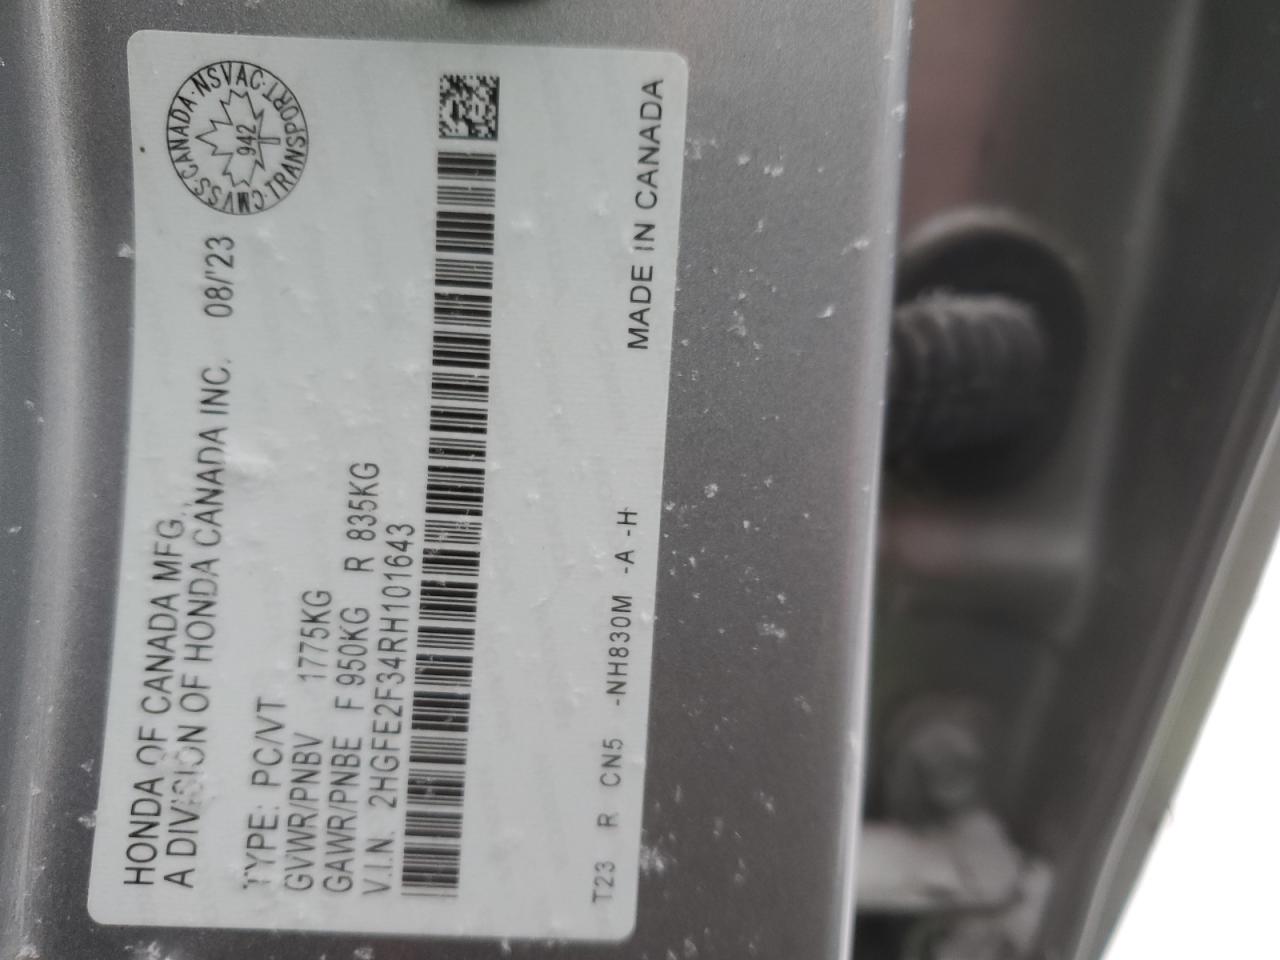 HONDA OF CANADA MFG.
A DIVISION OF HONDA CANADA INC. 08/'23
TYPE: PC/VT
GVWR/PNBV 1775KG
GAWR/PNBE F 950KG R 835KG
V.I.N. 2HGFE2F34RH101643
T23 R CN5 -NH830M -A -H MADE IN CANADA
CANADA·NSVAC·TRANSPORT·CMVSS·
942